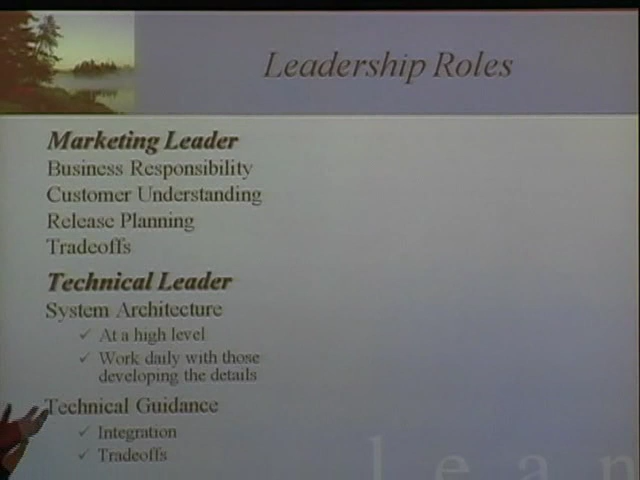 Leadership Roles
Marketing Leader
Business Responsibility
Customer Understanding
Release Planning
Tradeoffs
Technical Leader
System Architecture
✓ At a high level
✓ Work daily with those
developing the details
Technical Guidance
✓ Integration
✓ Tradeoffs
lean